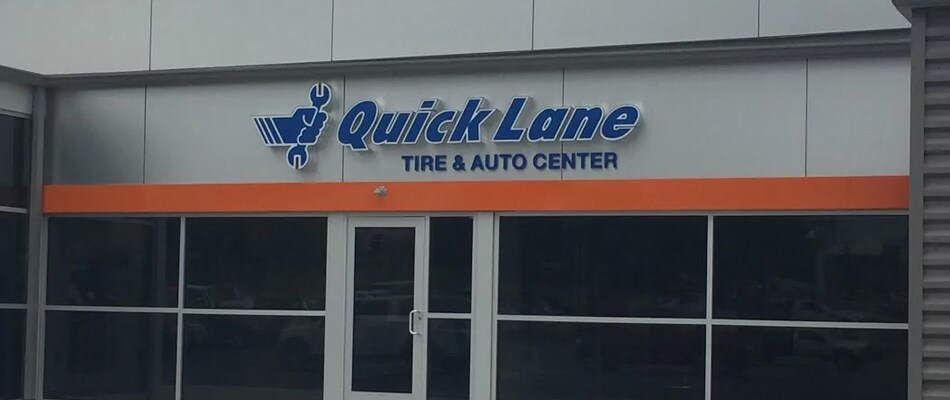 Quick Lane
TIRE & AUTO CENTER